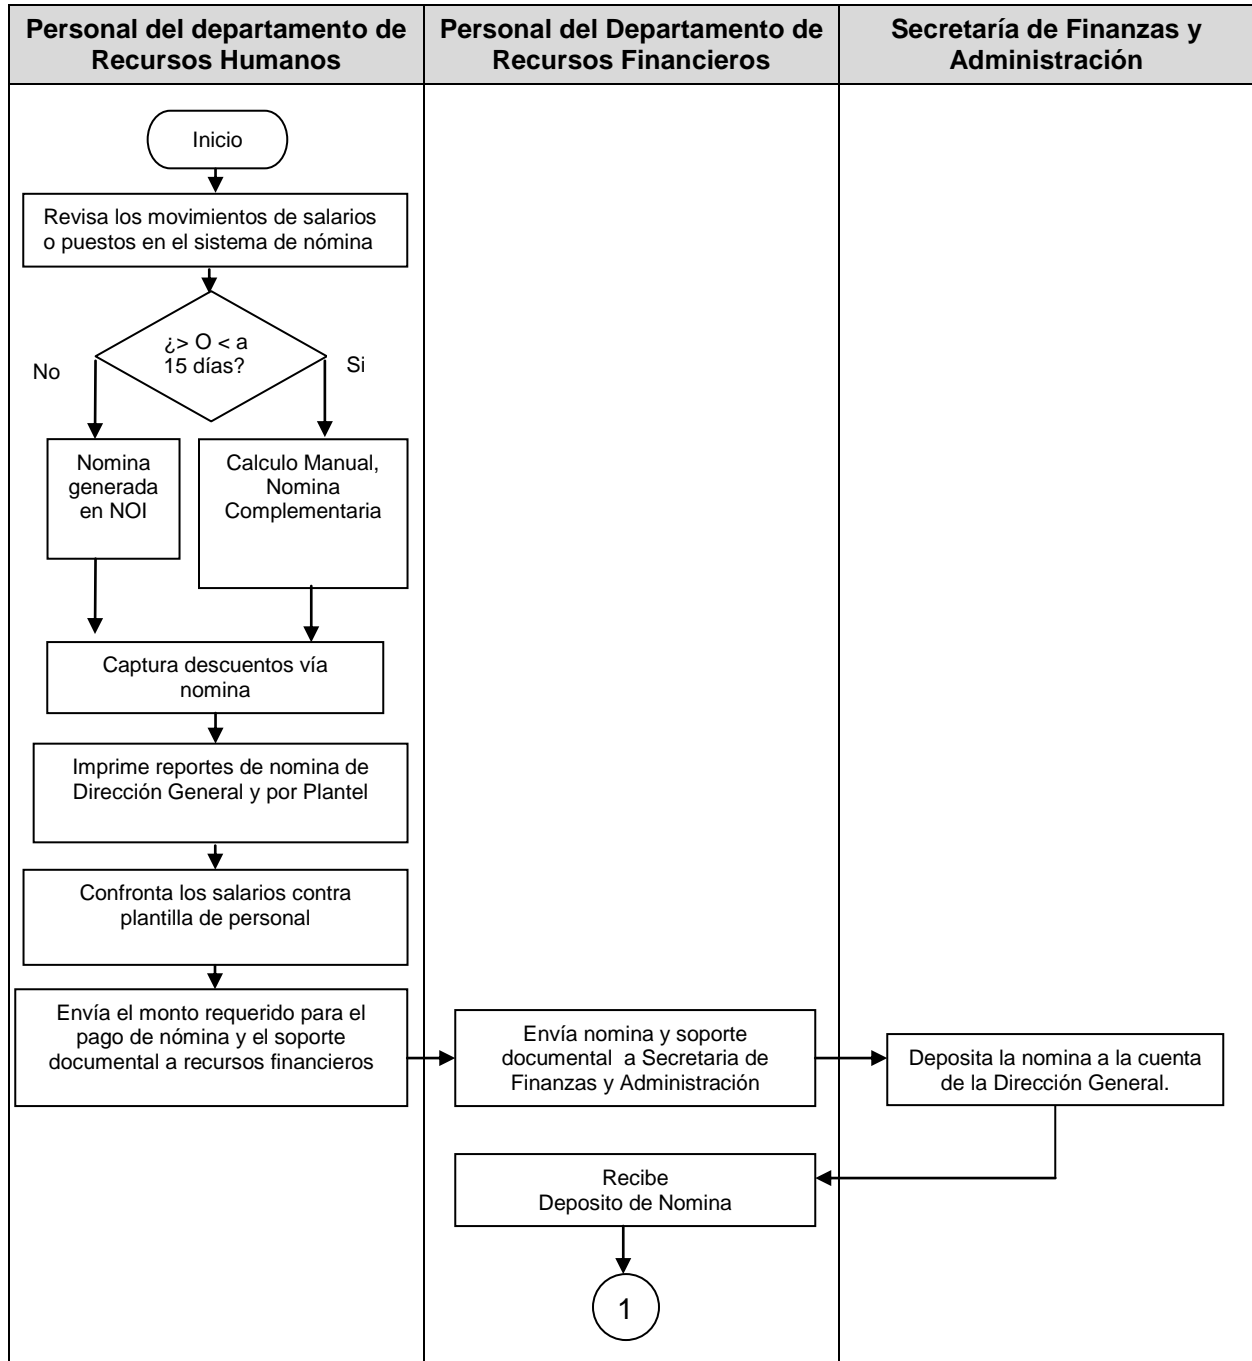 Personal del departamento de
Recursos Humanos
Personal del Departamento de
Recursos Financieros
Secretaría de Finanzas y
Administración
Inicio
Revisa los movimientos de salarios
o puestos en el sistema de nómina
¿> O < a
15 días?
No
Si
Nomina
generada
en NOI
Calculo Manual,
Nomina
Complementaria
Captura descuentos vía
nomina
Imprime reportes de nomina de
Dirección General y por Plantel
Confronta los salarios contra
plantilla de personal
Envía el monto requerido para el
pago de nómina y el soporte
documental a recursos financieros
Envía nomina y soporte
documental a Secretaria de
Finanzas y Administración
Deposita la nomina a la cuenta
de la Dirección General.
Recibe
Deposito de Nomina
1